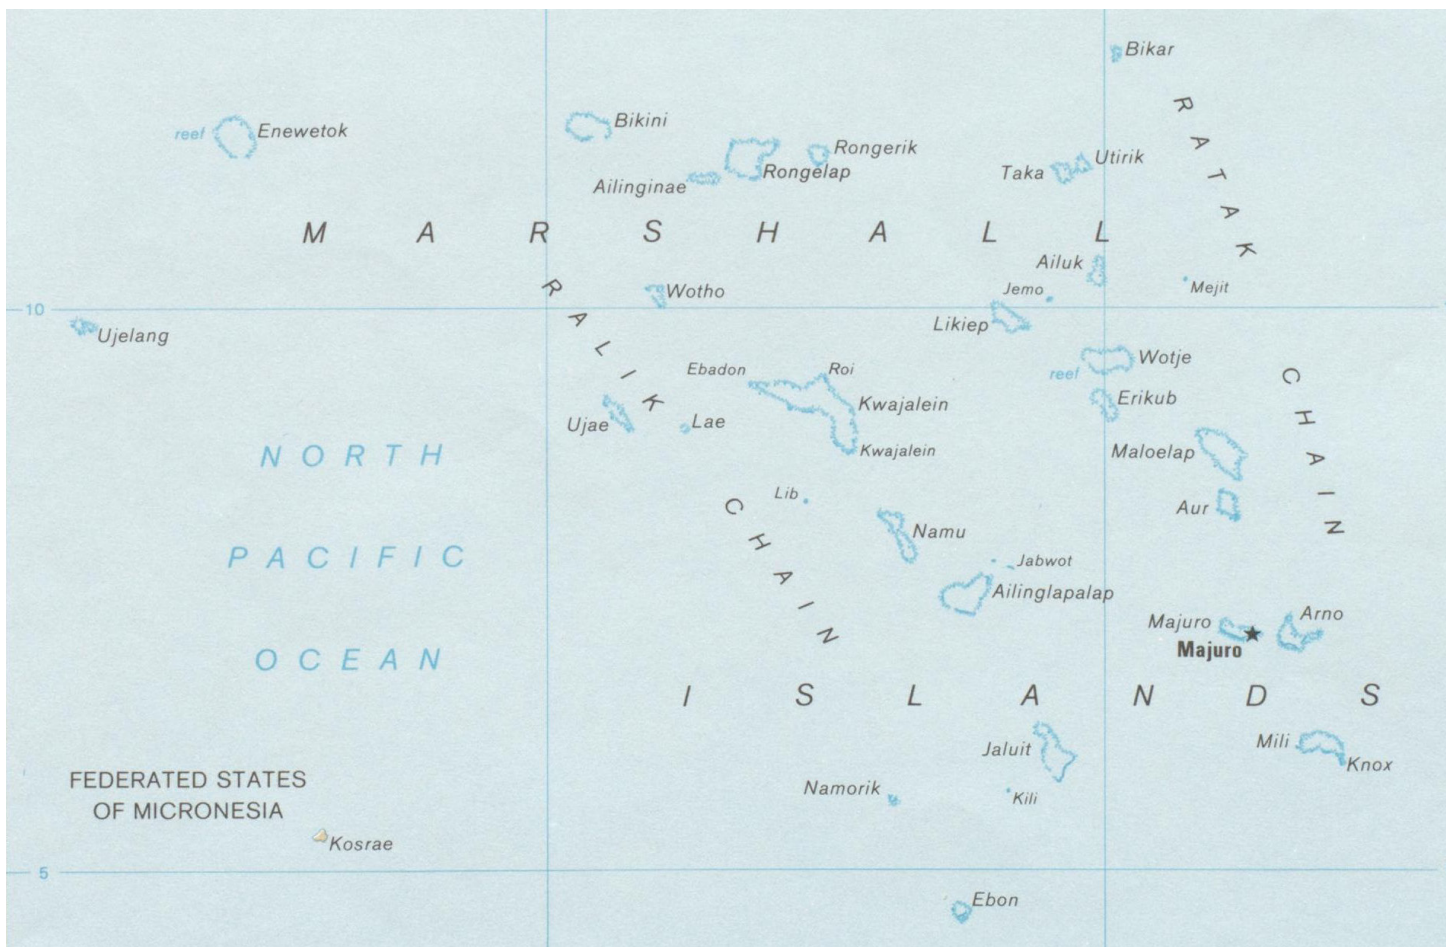 Bikar
reef
Enewetok
Bikini
Rongerik
Rongelap
Ailinginae
Taka
Utirik
RATAK
MARSHALL
Ailuk
Jemo
Mejit
Wotho
RALIK
10
Ujelang
Likiep
Wotje
reef
Ebadon
Roi
Kwajalein
Erikub
Ujae
Lae
Kwajalein
CHAIN
Maloelap
NORTH
PACIFIC
OCEAN
Lib
Aur
CHAIN
Namu
Jabwot
Ailinglapalap
Majuro
Majuro
Arno
ISLANDS
Jaluit
Mili
Knox
Namorik
Kili
FEDERATED STATES
OF MICRONESIA
Kosrae
5
Ebon